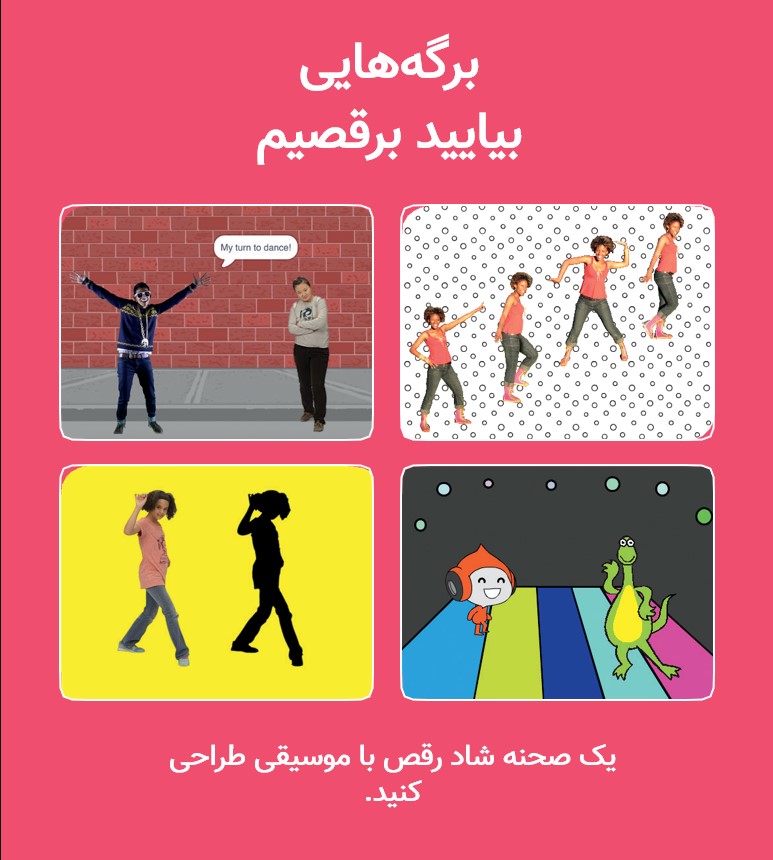 برگه‌هایی
بیایید برقصیم
My turn to dance!
یک صحنه شاد رقص با موسیقی طراحی
کنید.